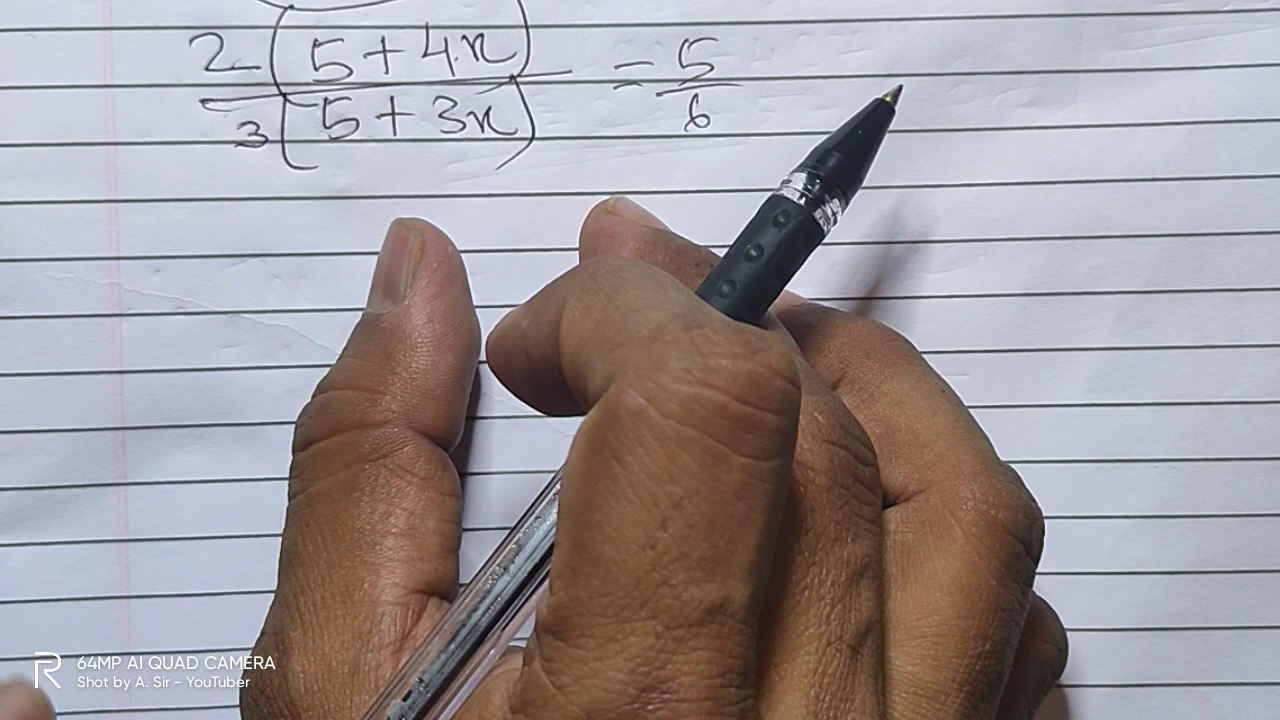 2(5+4x) = 5
3(5+3x) 6
R 64MP AI QUAD CAMERA
Shot by A. Sir - YouTuber